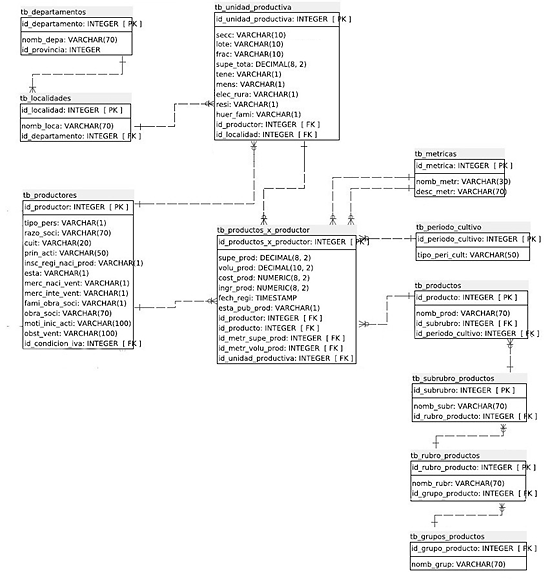 tb_departamentos
id_departamento: INTEGER [ PK ]
nomb_depa: VARCHAR(70)
id_provincia: INTEGER
tb_localidades
id_localidad: INTEGER [ PK ]
nomb_loca: VARCHAR(70)
id_departamento: INTEGER [ FK ]
tb_unidad_productiva
id_unidad_productiva: INTEGER [ PK ]
secc: VARCHAR(10)
lote: VARCHAR(10)
frac: VARCHAR(10)
supe_tota: DECIMAL(8, 2)
tene: VARCHAR(1)
mens: VARCHAR(1)
elec_rura: VARCHAR(1)
resi: VARCHAR(1)
huer_fami: VARCHAR(1)
id_productor: INTEGER [ FK ]
id_localidad: INTEGER [ FK ]
tb_productores
id_productor: INTEGER [ PK ]
tipo_pers: VARCHAR(1)
razo_soci: VARCHAR(70)
cuit: VARCHAR(20)
prin_acti: VARCHAR(50)
insc_regi_naci_prod: VARCHAR(1)
esta: VARCHAR(1)
merc_naci_vent: VARCHAR(1)
merc_inte_vent: VARCHAR(1)
fami_obra_soci: VARCHAR(1)
obra_soci: VARCHAR(70)
moti_inic_acti: VARCHAR(100)
obst_vent: VARCHAR(100)
id_condicion_iva: INTEGER [ FK ]
tb_productos_x_productor
id_productos_x_productor: INTEGER [ PK ]
supe_prod: DECIMAL(8, 2)
volu_prod: DECIMAL(10, 2)
cost_prod: NUMERIC(8, 2)
ingr_prod: NUMERIC(8, 2)
fech_regi: TIMESTAMP
esta_pub_prod: VARCHAR(1)
id_productor: INTEGER [ FK ]
id_producto: INTEGER [ FK ]
id_metr_supe_prod: INTEGER [ FK ]
id_metr_volu_prod: INTEGER [ FK ]
id_unidad_productiva: INTEGER [ FK ]
tb_metricas
id_metrica: INTEGER [ PK ]
nomb_metr: VARCHAR(30)
desc_metr: VARCHAR(70)
tb_periodo_cultivo
id_periodo_cultivo: INTEGER [ PK ]
tipo_peri_cult: VARCHAR(50)
tb_productos
id_producto: INTEGER [ PK ]
nomb_prod: VARCHAR(70)
id_subrubro: INTEGER [ FK ]
id_periodo_cultivo: INTEGER [ FK ]
tb_subrubro_productos
id_subrubro: INTEGER [ PK ]
nomb_subr: VARCHAR(70)
id_rubro_producto: INTEGER [ FK ]
tb_rubro_productos
id_rubro_producto: INTEGER [ PK ]
nomb_rubr: VARCHAR(70)
id_grupo_producto: INTEGER [ FK ]
tb_grupos_productos
id_grupo_producto: INTEGER [ PK ]
nomb_grup: VARCHAR(70)